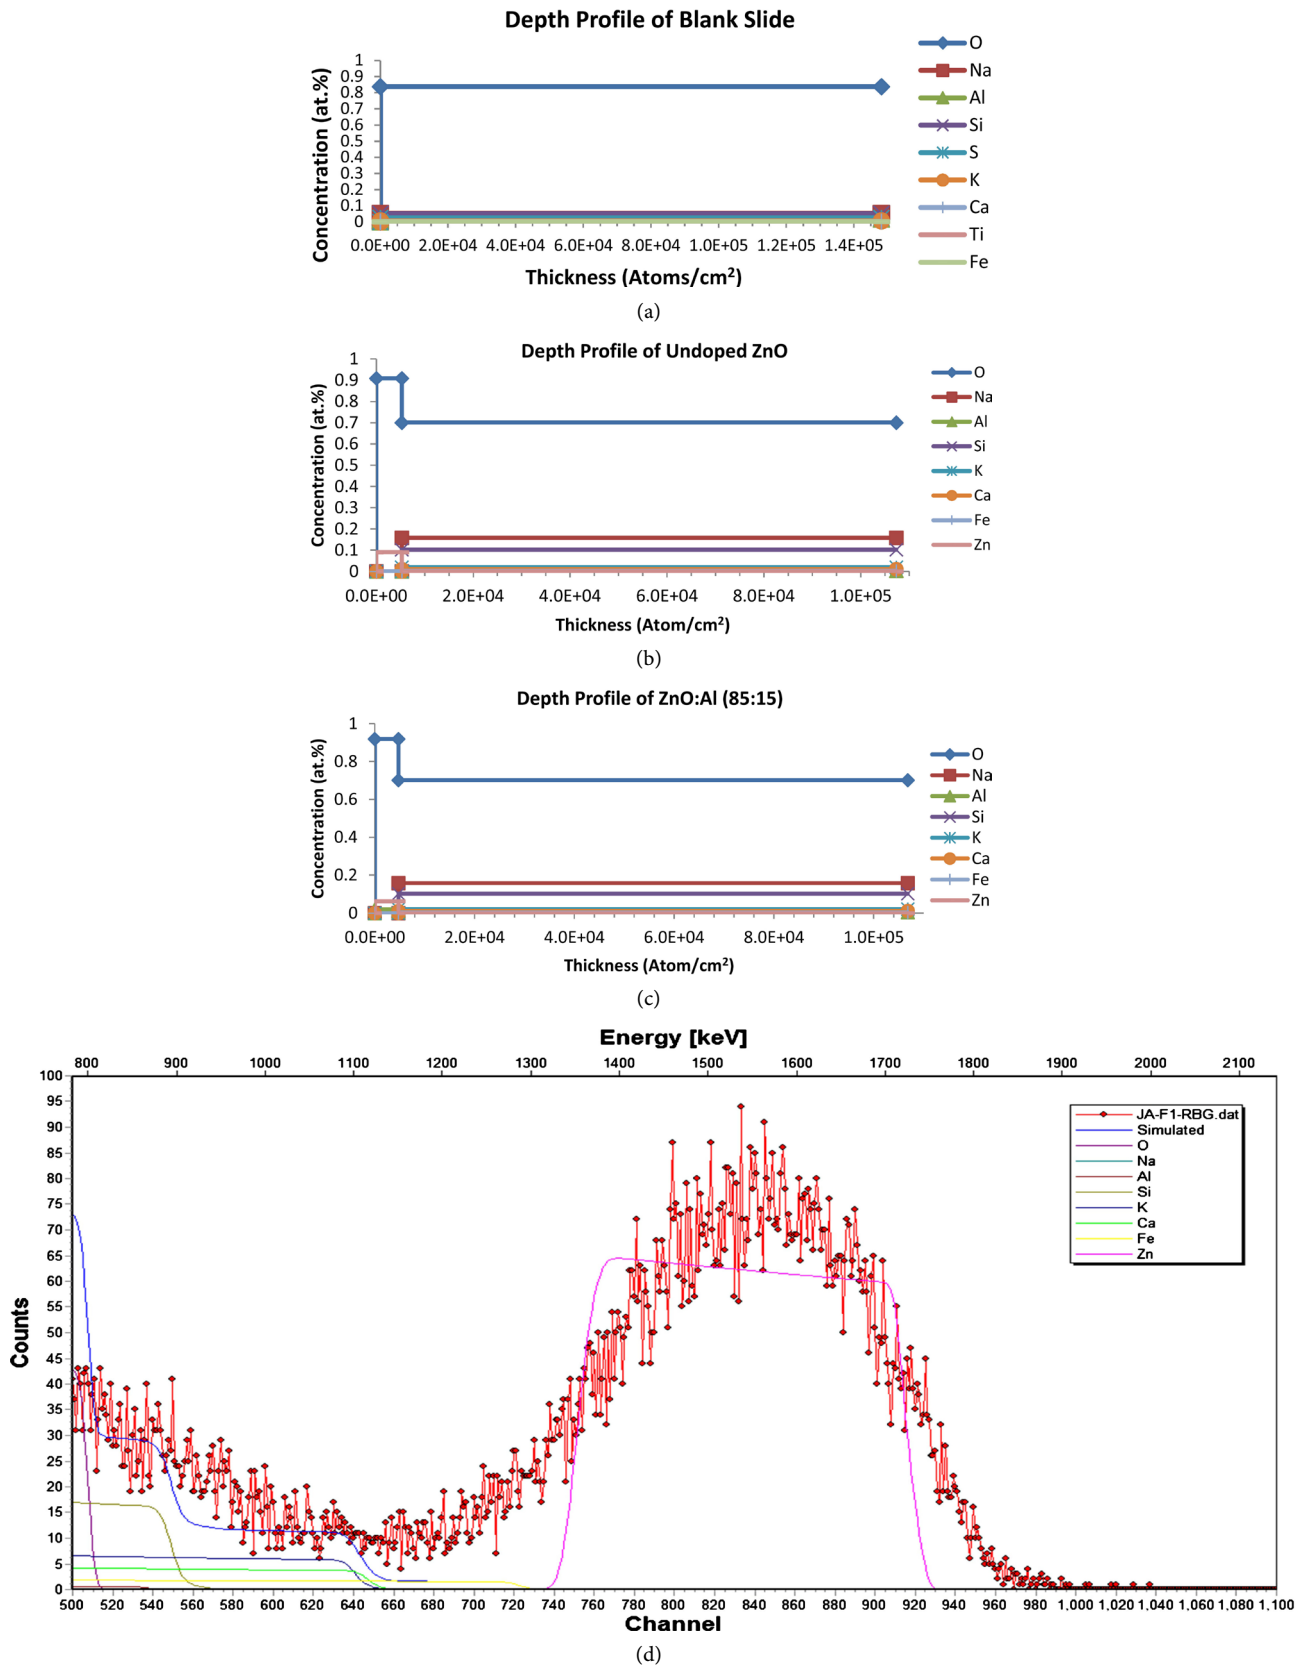 Depth Profile of Blank Slide
Concentration (at.%)
1
0.9
0.8
0.7
0.6
0.5
0.4
0.3
0.2
0.1
0
0.0E+00 2.0E+04 4.0E+04 6.0E+04 8.0E+04 1.0E+05 1.2E+05 1.4E+05
Thickness (Atoms/cm²)
O
Na
Al
Si
S
K
Ca
Ti
Fe
(a)
Depth Profile of Undoped ZnO
Concentration (at.%)
1
0.9
0.8
0.7
0.6
0.5
0.4
0.3
0.2
0.1
0
0.0E+00 2.0E+04 4.0E+04 6.0E+04 8.0E+04 1.0E+05
Thickness (Atom/cm²)
O
Na
Al
Si
K
Ca
Fe
Zn
(b)
Depth Profile of ZnO:Al (85:15)
Concentration (at.%)
1
0.8
0.6
0.4
0.2
0
0.0E+00 2.0E+04 4.0E+04 6.0E+04 8.0E+04 1.0E+05
Thickness (Atom/cm²)
O
Na
Al
Si
K
Ca
Fe
Zn
(c)
Energy [keV]
800 900 1000 1100 1200 1300 1400 1500 1600 1700 1800 1900 2000 2100
Counts
100
95
90
85
80
75
70
65
60
55
50
45
40
35
30
25
20
15
10
5
0
JA-F1-RBG.dat
Simulated
O
Na
Al
Si
K
Ca
Fe
Zn
500 520 540 560 580 600 620 640 660 680 700 720 740 760 780 800 820 840 860 880 900 920 940 960 980 1,000 1,020 1,040 1,060 1,080 1,100
Channel
(d)